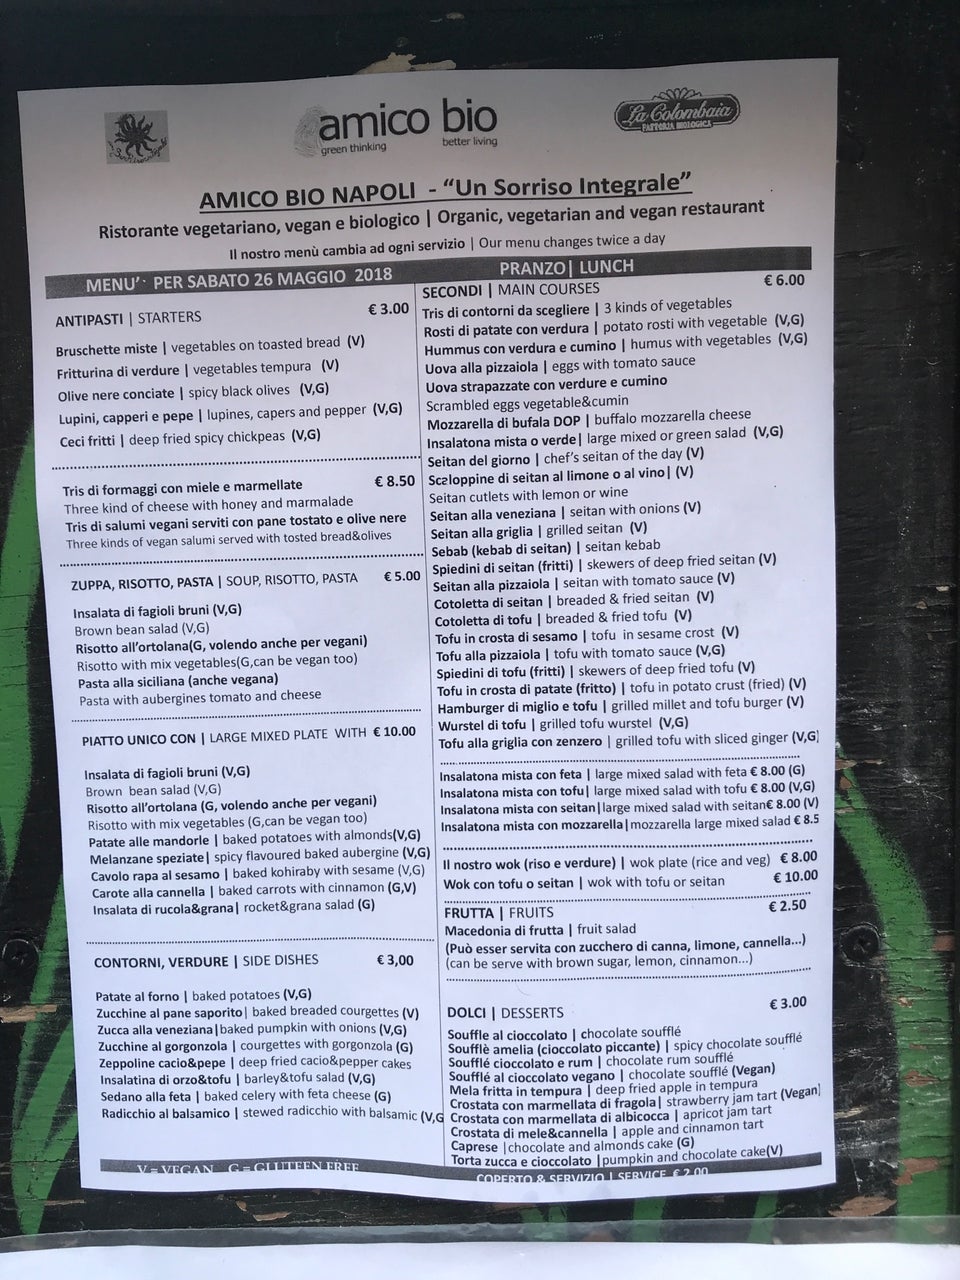 amico bio
green thinking
better living
La Colombaia
FATTORIA BIOLOGICA
AMICO BIO NAPOLI - “Un Sorriso Integrale”
Ristorante vegetariano, vegan e biologico | Organic, vegetarian and vegan restaurant
Il nostro menù cambia ad ogni servizio | Our menu changes twice a day
MENU’ PER SABATO 26 MAGGIO 2018
PRANZO| LUNCH
ANTIPASTI | STARTERS € 3.00
Bruschette miste | vegetables on toasted bread (V)
Fritturina di verdure | vegetables tempura (V)
Olive nere conciate | spicy black olives (V,G)
Lupini, capperi e pepe | lupines, capers and pepper (V,G)
Ceci fritti | deep fried spicy chickpeas (V,G)
Tris di formaggi con miele e marmellate € 8.50
Three kind of cheese with honey and marmalade
Tris di salumi vegani serviti con pane tostato e olive nere
Three kinds of vegan salumi served with tosted bread&olives
ZUPPA, RISOTTO, PASTA | SOUP, RISOTTO, PASTA € 5.00
Insalata di fagioli bruni (V,G)
Brown bean salad (V,G)
Risotto all’ortolana(G, volendo anche per vegani)
Risotto with mix vegetables(G,can be vegan too)
Pasta alla siciliana (anche vegana)
Pasta with aubergines tomato and cheese
PIATTO UNICO CON | LARGE MIXED PLATE WITH € 10.00
Insalata di fagioli bruni (V,G)
Brown bean salad (V,G)
Risotto all’ortolana (G, volendo anche per vegani)
Risotto with mix vegetables (G,can be vegan too)
Patate alle mandorle | baked potatoes with almonds(V,G)
Melanzane speziate| spicy flavoured baked aubergine (V,G)
Cavolo rapa al sesamo | baked kohiraby with sesame (V,G)
Carote alla cannella | baked carrots with cinnamon (G,V)
Insalata di rucola&grana| rocket&grana salad (G)
CONTORNI, VERDURE | SIDE DISHES € 3,00
Patate al forno | baked potatoes (V,G)
Zucchine al pane saporito| baked breaded courgettes (V)
Zucca alla veneziana|baked pumpkin with onions (V,G)
Zucchine al gorgonzola | courgettes with gorgonzola (G)
Zeppoline cacio&pepe | deep fried cacio&pepper cakes
Insalatina di orzo&tofu | barley&tofu salad (V,G)
Sedano alla feta | baked celery with feta cheese (G)
Radicchio al balsamico | stewed radicchio with balsamic (V,G
V = VEGAN G = GLUTEEN FREE
SECONDI | MAIN COURSES € 6.00
Tris di contorni da scegliere | 3 kinds of vegetables
Rosti di patate con verdura | potato rosti with vegetable (V,G)
Hummus con verdura e cumino | humus with vegetables (V,G)
Uova alla pizzaiola | eggs with tomato sauce
Uova strapazzate con verdure e cumino
Scrambled eggs vegetable&cumin
Mozzarella di bufala DOP | buffalo mozzarella cheese
Insalatona mista o verde| large mixed or green salad (V,G)
Seitan del giorno | chef’s seitan of the day (V)
Scaloppine di seitan al limone o al vino| (V)
Seitan cutlets with lemon or wine
Seitan alla veneziana | seitan with onions (V)
Seitan alla griglia | grilled seitan (V)
Sebab (kebab di seitan) | seitan kebab
Spiedini di seitan (fritti) | skewers of deep fried seitan (V)
Seitan alla pizzaiola | seitan with tomato sauce (V)
Cotoletta di seitan | breaded & fried seitan (V)
Cotoletta di tofu | breaded & fried tofu (V)
Tofu in crosta di sesamo | tofu in sesame crost (V)
Tofu alla pizzaiola | tofu with tomato sauce (V,G)
Spiedini di tofu (fritti) | skewers of deep fried tofu (V)
Tofu in crosta di patate (fritto) | tofu in potato crust (fried) (V)
Hamburger di miglio e tofu | grilled millet and tofu burger (V)
Wurstel di tofu | grilled tofu wurstel (V,G)
Tofu alla griglia con zenzero | grilled tofu with sliced ginger (V,G)
Insalatona mista con feta | large mixed salad with feta € 8.00 (G)
Insalatona mista con tofu| large mixed salad with tofu € 8.00 (V,G)
Insalatona mista con seitan|large mixed salad with seitan€ 8.00 (V)
Insalatona mista con mozzarella|mozzarella large mixed salad € 8.5
Il nostro wok (riso e verdure) | wok plate (rice and veg) € 8.00
Wok con tofu o seitan | wok with tofu or seitan € 10.00
FRUTTA | FRUITS € 2.50
Macedonia di frutta | fruit salad
(Può esser servita con zucchero di canna, limone, cannella...)
(can be serve with brown sugar, lemon, cinnamon...)
DOLCI | DESSERTS € 3.00
Souffle al cioccolato | chocolate soufflé
Soufflè amelia (cioccolato piccante) | spicy chocolate soufflé
Soufflé cioccolato e rum | chocolate rum soufflé
Soufflè al cioccolato vegano | chocolate soufflé (Vegan)
Mela fritta in tempura | deep fried apple in tempura
Crostata con marmellata di fragola| strawberry jam tart (Vegan)
Crostata con marmellata di albicocca | apricot jam tart
Crostata di mele&cannella | apple and cinnamon tart
Caprese |chocolate and almonds cake (G)
Torta zucca e cioccolato |pumpkin and chocolate cake(V)
COPERTO & SERVIZIO | SERVICE € 2.00